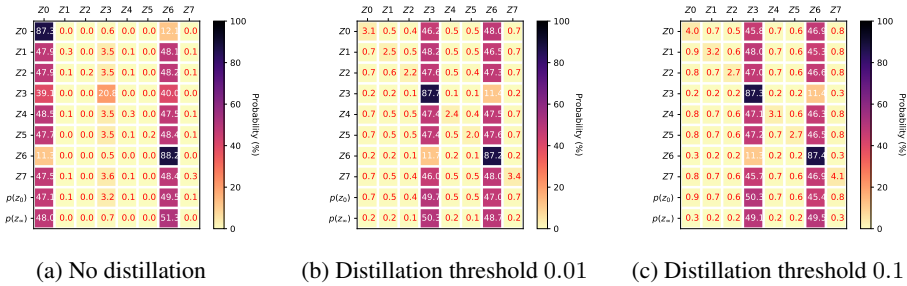 Z0 Z1 Z2 Z3 Z4 Z5 Z6 Z7
Z0 87.3 0.0 0.0 0.6 0.0 0.0 12.1 0.0
Z1 47.9 0.3 0.0 3.5 0.1 0.0 48.1 0.1
Z2 47.9 0.1 0.2 3.5 0.1 0.0 48.2 0.1
Z3 39.1 0.0 0.0 20.8 0.0 0.0 40.0 0.0
Z4 48.5 0.1 0.0 3.5 0.3 0.0 47.5 0.1
Z5 47.7 0.0 0.0 3.5 0.1 0.2 48.4 0.1
Z6 11.3 0.0 0.0 0.5 0.0 0.0 88.2 0.0
Z7 47.5 0.1 0.0 3.6 0.1 0.0 48.4 0.3
p(z₀) 47.1 0.0 0.0 3.2 0.1 0.0 49.5 0.1
p(z∞) 48.0 0.0 0.0 0.7 0.0 0.0 51.3 0.0
100
80
60
40
20
0
Probability (%)
(a) No distillation
Z0 Z1 Z2 Z3 Z4 Z5 Z6 Z7
Z0 3.1 0.5 0.4 46.2 0.5 0.5 48.0 0.7
Z1 0.7 2.5 0.5 48.2 0.5 0.5 46.5 0.7
Z2 0.7 0.6 2.2 47.6 0.5 0.4 47.3 0.7
Z3 0.2 0.2 0.1 87.7 0.1 0.1 11.4 0.2
Z4 0.7 0.5 0.5 47.4 2.4 0.4 47.4 0.7
Z5 0.7 0.5 0.5 47.4 0.5 2.0 47.6 0.7
Z6 0.2 0.2 0.1 11.7 0.2 0.1 87.2 0.2
Z7 0.7 0.5 0.5 46.0 0.5 0.5 48.0 3.4
p(z₀) 0.7 0.5 0.4 49.7 0.5 0.4 47.0 0.7
p(z∞) 0.2 0.2 0.1 50.3 0.2 0.1 48.7 0.2
100
80
60
40
20
0
Probability (%)
(b) Distillation threshold 0.01
Z0 Z1 Z2 Z3 Z4 Z5 Z6 Z7
Z0 4.0 0.7 0.6 45.8 0.7 0.6 46.9 0.8
Z1 0.9 3.2 0.6 48.0 0.7 0.6 45.3 0.8
Z2 0.8 0.7 2.7 47.0 0.7 0.6 46.6 0.8
Z3 0.3 0.2 0.2 87.3 0.2 0.2 11.4 0.3
Z4 0.8 0.7 0.6 47.1 3.1 0.6 46.3 0.8
Z5 0.8 0.7 0.6 47.2 0.7 2.7 46.5 0.8
Z6 0.3 0.2 0.2 11.3 0.2 0.2 87.4 0.3
Z7 0.8 0.7 0.6 45.7 0.7 0.6 46.9 4.1
p(z₀) 0.9 0.7 0.6 50.3 0.7 0.6 45.4 0.8
p(z∞) 0.3 0.2 0.2 49.1 0.2 0.2 49.5 0.3
100
80
60
40
20
0
Probability (%)
(c) Distillation threshold 0.1